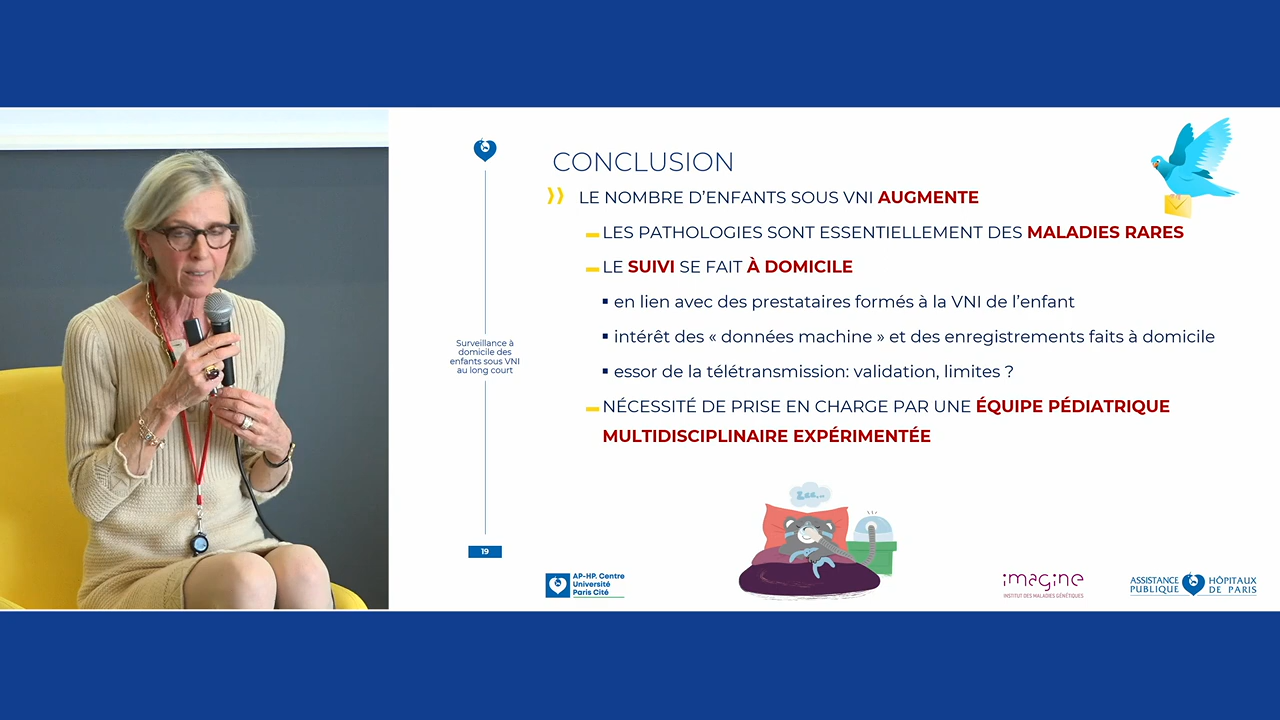 CONCLUSION
LE NOMBRE D'ENFANTS SOUS VNI AUGMENTE
LES PATHOLOGIES SONT ESSENTIELLEMENT DES MALADIES RARES
LE SUIVI SE FAIT À DOMICILE
en lien avec des prestataires formés à la VNI de l'enfant
intérêt des « données machine » et des enregistrements faits à domicile
essor de la télétransmission: validation, limites ?
NÉCESSITÉ DE PRISE EN CHARGE PAR UNE ÉQUIPE PÉDIATRIQUE
MULTIDISCIPLINAIRE EXPÉRIMENTÉE
Surveillance à
domicile des
enfants sous VNI
au long court
Zzz...
19
AP-HP. Centre
Université
Paris Cité
imagine
INSTITUT DES MALADIES GÉNÉTIQUES
ASSISTANCE HÔPITAUX
PUBLIQUE DE PARIS